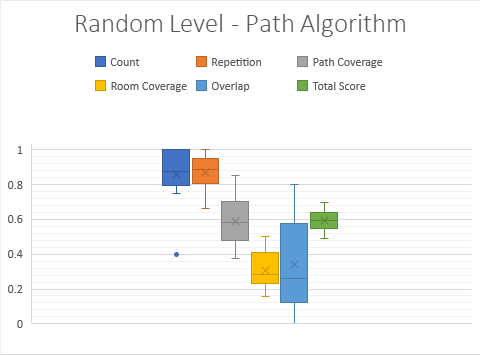 Random Level - Path Algorithm
Count Repetition Path Coverage
Room Coverage Overlap Total Score
1
0.8
0.6
0.4
0.2
0